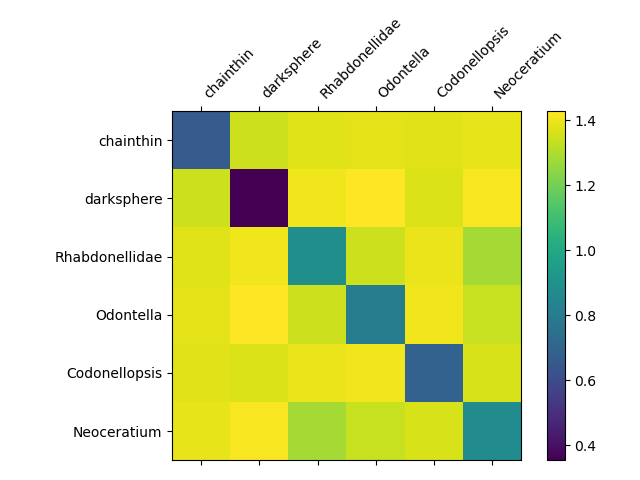 chainthin
darksphere
Rhabdonellidae
Odontella
Codonellopsis
Neoceratium
chainthin
darksphere
Rhabdonellidae
Odontella
Codonellopsis
Neoceratium
1.4
1.2
1.0
0.8
0.6
0.4